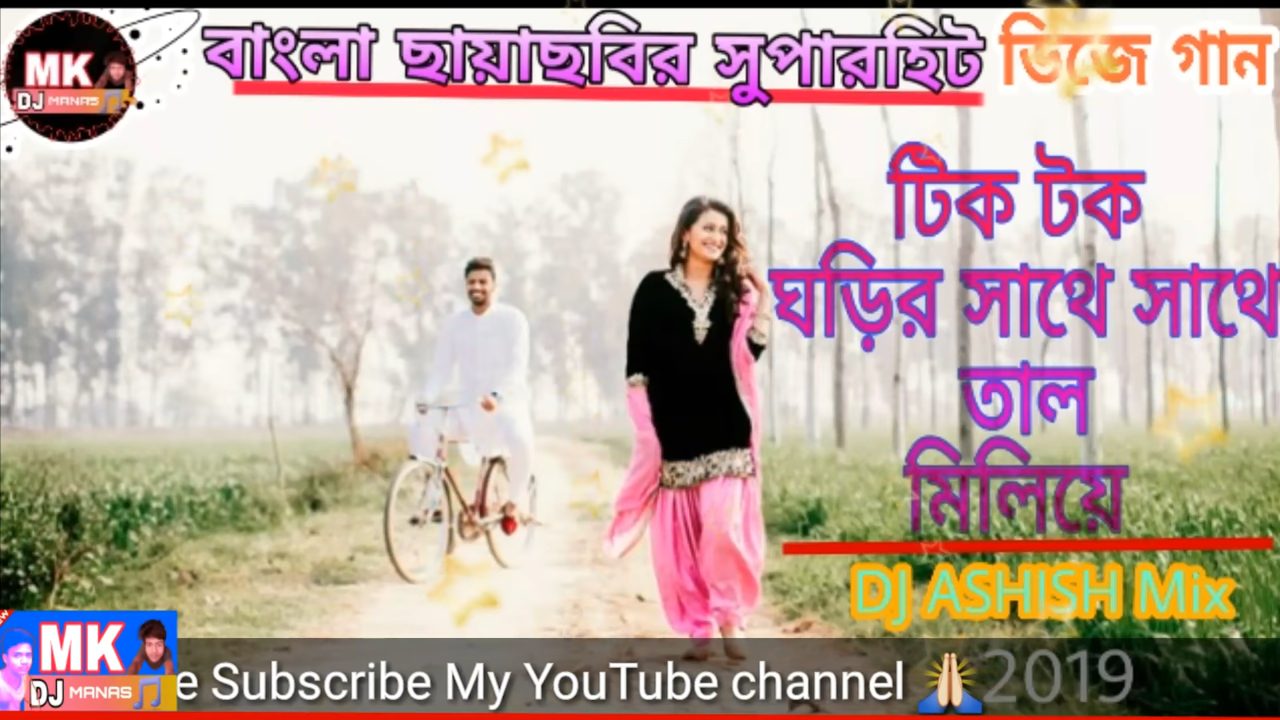 MK
DJ MANAS
বাংলা ছায়াছবির সুপারহিট ডিজে গান
টিক টক
ঘড়ির সাথে সাথে
তাল
মিলিয়ে
DJ ASHISH Mix
MK
DJ MANAS
e Subscribe My YouTube channel 🙏 2019